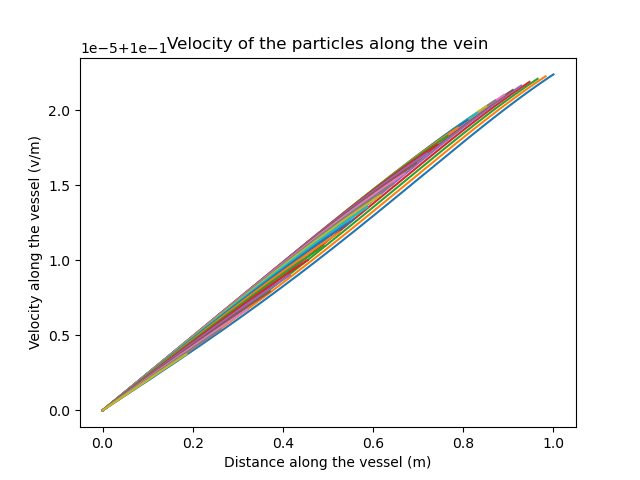 Velocity of the particles along the vein
1e−5+1e−1
2.0
1.5
1.0
0.5
0.0
Velocity along the vessel (v/m)
0.0 0.2 0.4 0.6 0.8 1.0
Distance along the vessel (m)